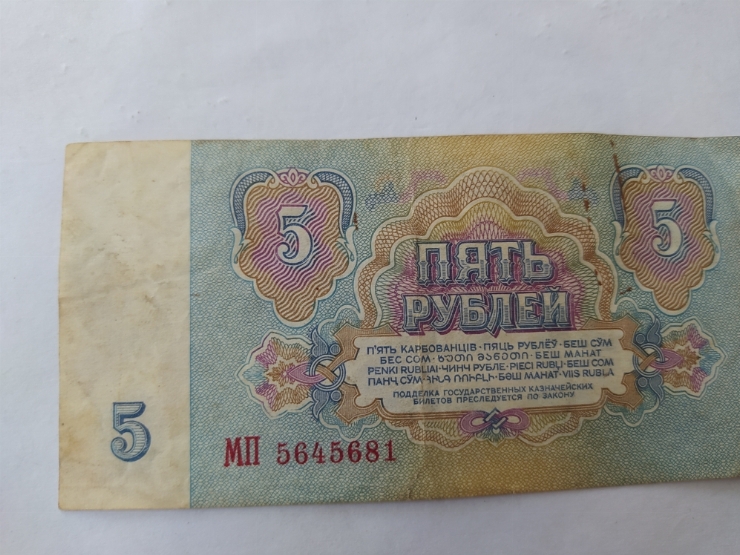 5
5
ПЯТЬ
РУБЛЕЙ
П'ЯТЬ КАРБОВАНЦІВ · ПЯЦЬ РУБЛЁЎ · БЕШ СЎМ
БЕС СОМ · ᲮᲣᲗᲘ ᲛᲐᲜᲔᲗᲘ · БЕШ МАНАТ
PENKI RUBLIAI · ЧИНЧ РУБЛЕ · PIECI RUBĻI · БЕШ СОМ
ПАНҶ СӮМ · ՀԻՆԳ ՌՈՒԲԼԻ · БӘШ МАНАТ · VIIS RUBLA
ПОДДЕЛКА ГОСУДАРСТВЕННЫХ КАЗНАЧЕЙСКИХ
БИЛЕТОВ ПРЕСЛЕДУЕТСЯ ПО ЗАКОНУ
5
МП 5645681